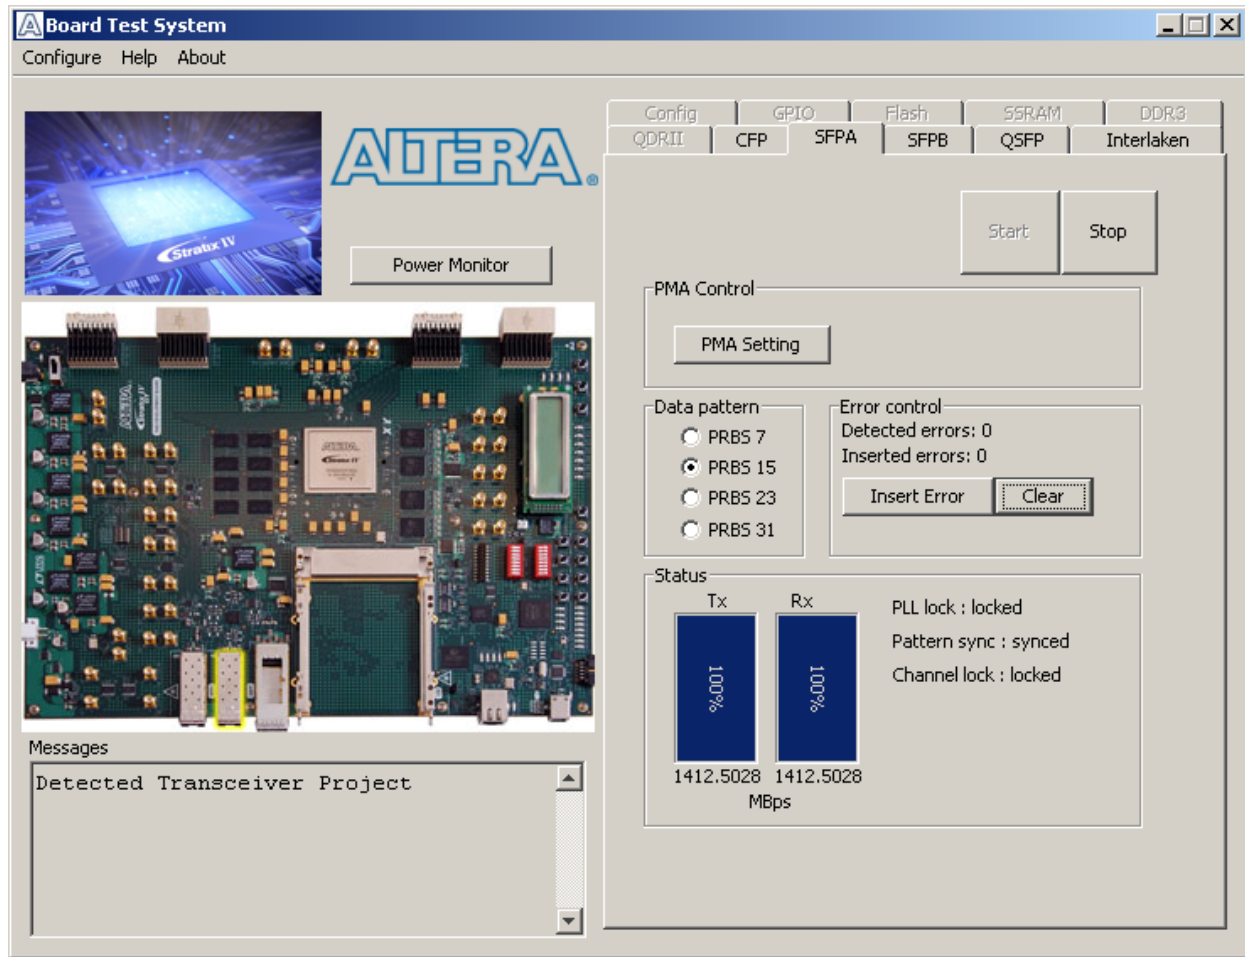 Board Test System
Configure Help About
Config GPIO Flash SSRAM DDR3
QDRII CFP SFPA SFPB QSFP Interlaken
ALTERA®
Stratix IV
Power Monitor
Start Stop
PMA Control
PMA Setting
Data pattern
PRBS 7
PRBS 15
PRBS 23
PRBS 31
Error control
Detected errors: 0
Inserted errors: 0
Insert Error Clear
Status
Tx Rx
100% 100%
1412.5028 1412.5028
MBps
PLL lock : locked
Pattern sync : synced
Channel lock : locked
Messages
Detected Transceiver Project